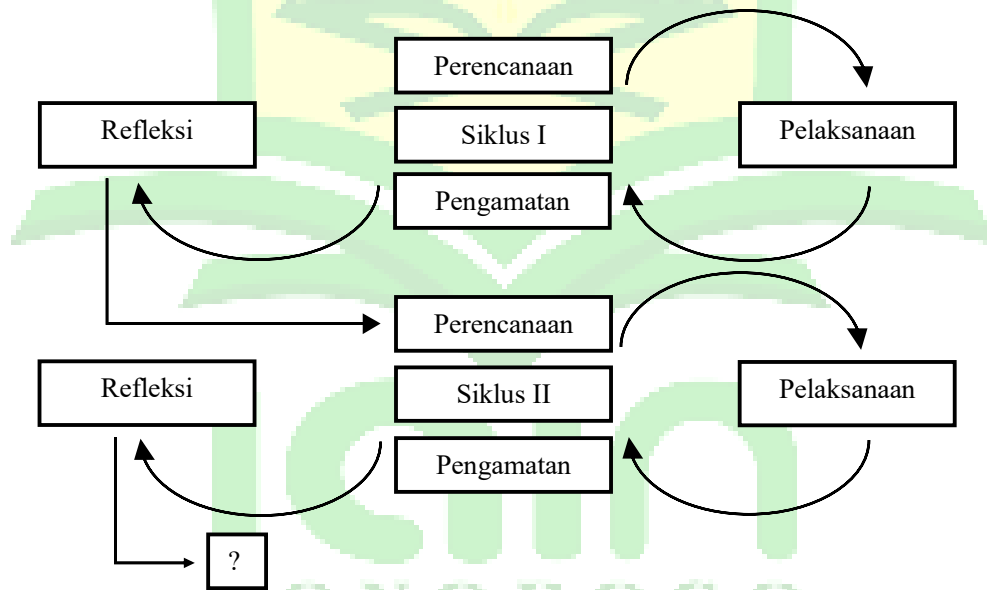 Perencanaan
Refleksi
Siklus I
Pelaksanaan
Pengamatan
Perencanaan
Refleksi
Siklus II
Pelaksanaan
Pengamatan
?